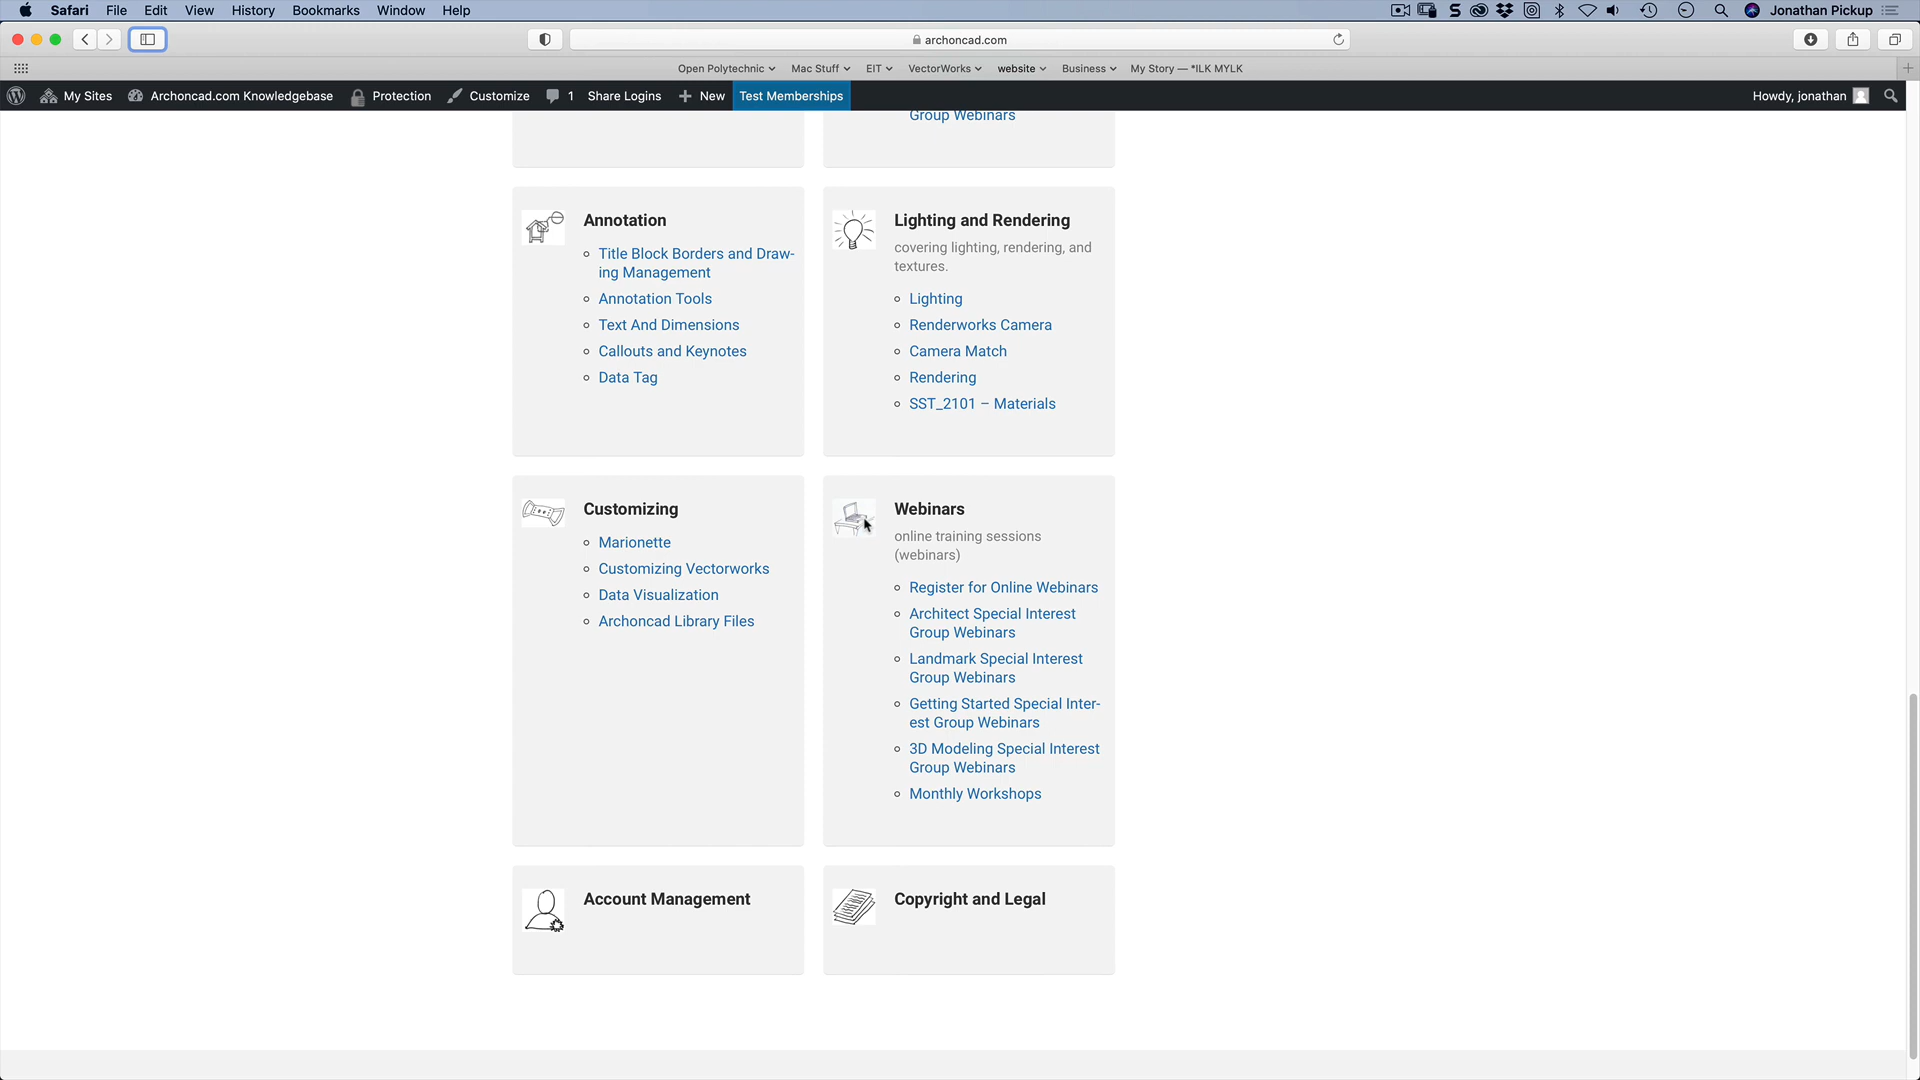 Safari File Edit View History Bookmarks Window Help Jonathan Pickup
archoncad.com
Open Polytechnic Mac Stuff EIT VectorWorks website Business My Story — *ILK MYLK
My Sites Archoncad.com Knowledgebase Protection Customize 1 Share Logins New Test Memberships Howdy, jonathan
Group Webinars
Annotation
Title Block Borders and Draw-
ing Management
Annotation Tools
Text And Dimensions
Callouts and Keynotes
Data Tag
Lighting and Rendering
covering lighting, rendering, and
textures.
Lighting
Renderworks Camera
Camera Match
Rendering
SST_2101 – Materials
Customizing
Marionette
Customizing Vectorworks
Data Visualization
Archoncad Library Files
Webinars
online training sessions
(webinars)
Register for Online Webinars
Architect Special Interest
Group Webinars
Landmark Special Interest
Group Webinars
Getting Started Special Inter-
est Group Webinars
3D Modeling Special Interest
Group Webinars
Monthly Workshops
Account Management
Copyright and Legal